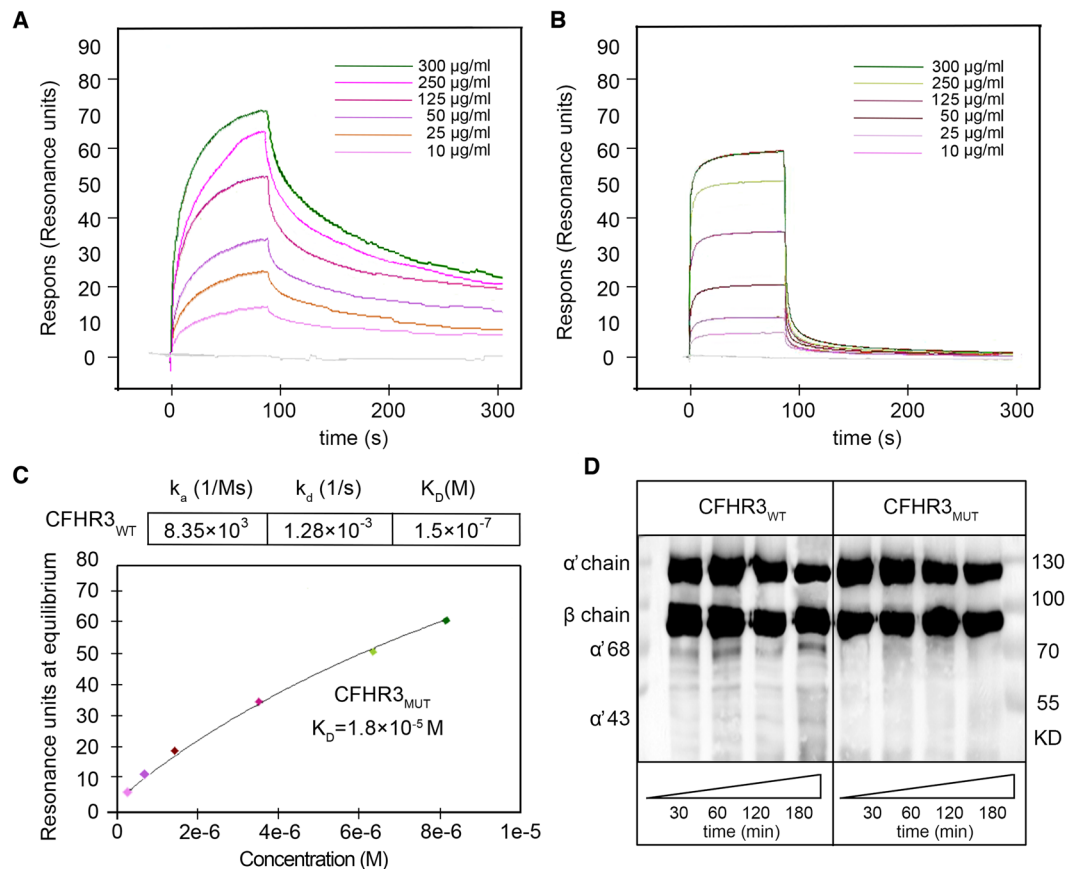 A
Respons (Resonance units)
90
80
70
60
50
40
30
20
10
0
300 µg/ml
250 µg/ml
125 µg/ml
50 µg/ml
25 µg/ml
10 µg/ml
0 100 200 300
time (s)
B
Respons (Resonance units)
90
80
70
60
50
40
30
20
10
0
300 µg/ml
250 µg/ml
125 µg/ml
50 µg/ml
25 µg/ml
10 µg/ml
0 100 200 300
time (s)
C
ka (1/Ms) kd (1/s) KD(M)
CFHR3WT 8.35×10³ 1.28×10⁻³ 1.5×10⁻⁷
Resonance units at equilibrium
80
70
60
50
40
30
20
10
0
CFHR3MUT
KD=1.8×10⁻⁵ M
0 2e-6 4e-6 6e-6 8e-6 1e-5
Concentration (M)
D
CFHR3WT CFHR3MUT
α' chain
β chain
α'68
α'43
130
100
70
55
KD
30 60 120 180
time (min)
30 60 120 180
time (min)